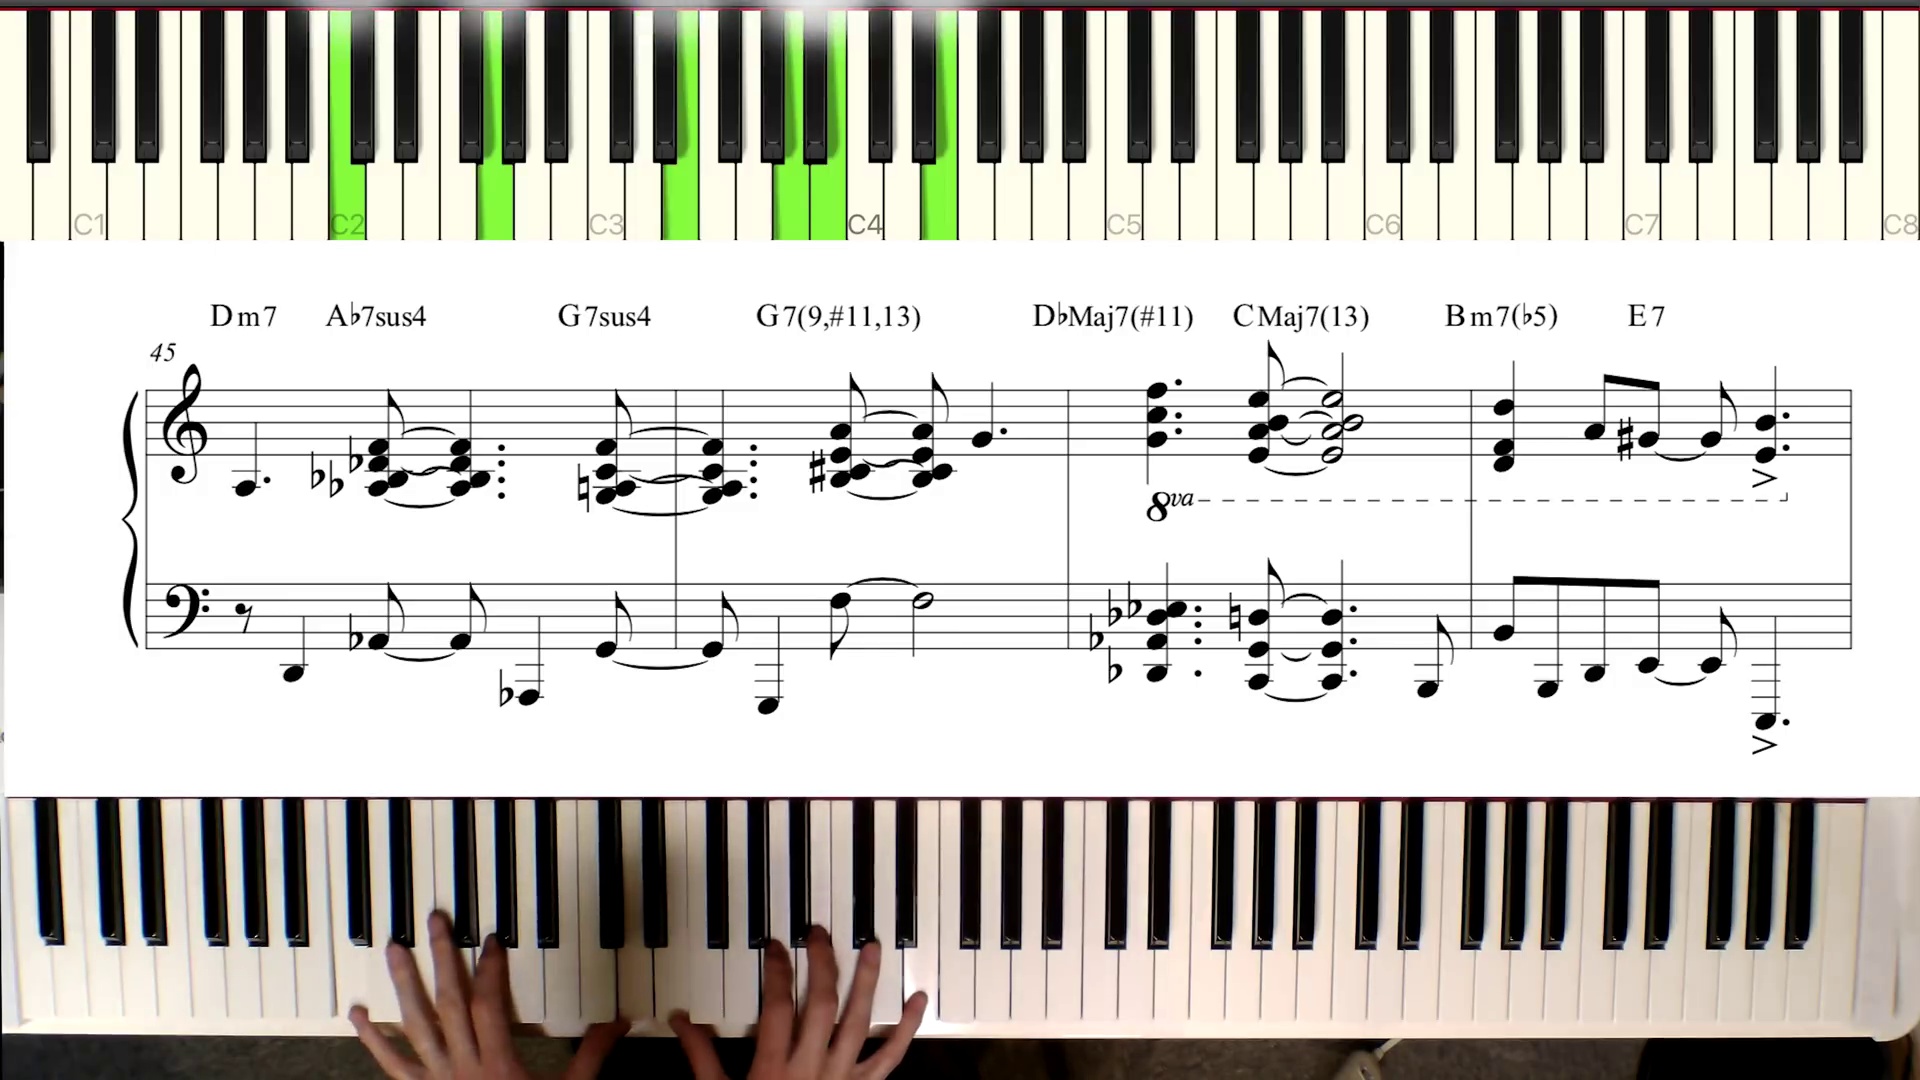 C1 C2 C3 C4 C5 C6 C7 C8
Dm7 A♭7sus4 G7sus4 G7(9,#11,13) D♭Maj7(#11) CMaj7(13) Bm7(♭5) E7
45
8va